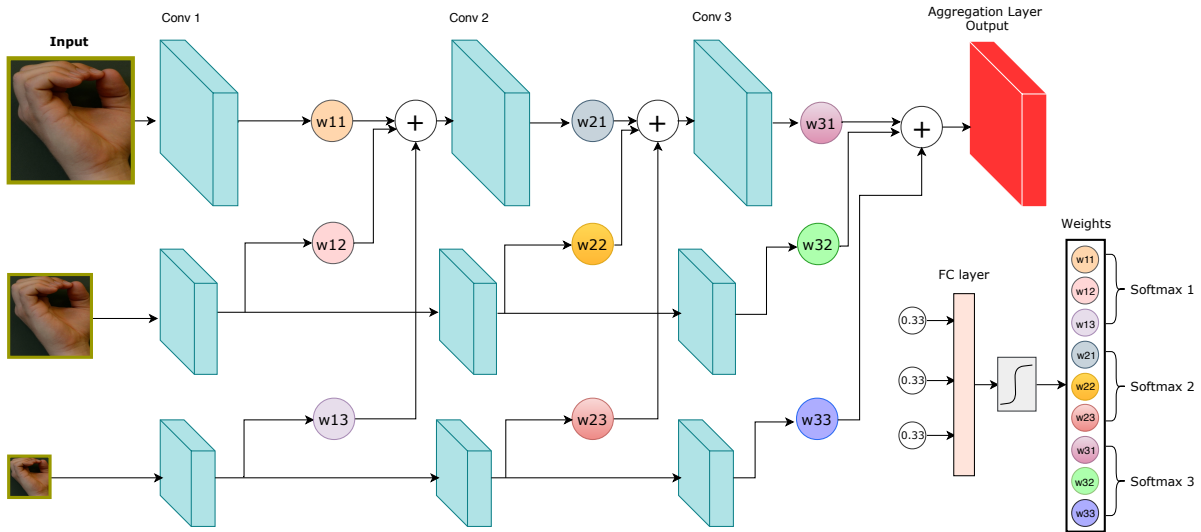 Conv 1
Conv 2
Conv 3
Aggregation Layer
Output
Input
w11
+
w21
+
w31
+
w12
w22
w32
Weights
w11
FC layer
w12
Softmax 1
0.33
w13
w21
0.33
w22
Softmax 2
w13
w23
w33
w23
0.33
w31
w32
Softmax 3
w33